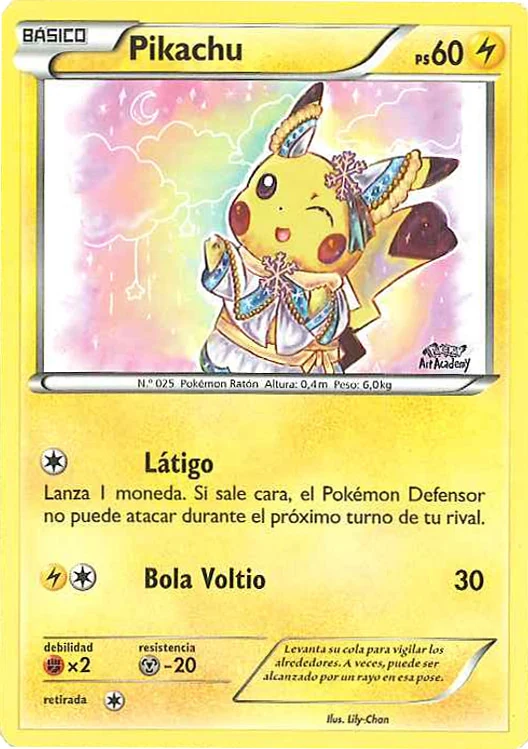 BÁSICO
Pikachu
PS60
Pokémon
Art Academy
N.º 025 Pokémon Ratón Altura: 0,4m Peso: 6,0kg
Látigo
Lanza 1 moneda. Si sale cara, el Pokémon Defensor
no puede atacar durante el próximo turno de tu rival.
Bola Voltio 30
debilidad
×2
resistencia
-20
retirada
Levanta su cola para vigilar los
alrededores. A veces, puede ser
alcanzado por un rayo en esa pose.
Ilus. Lily-Chan